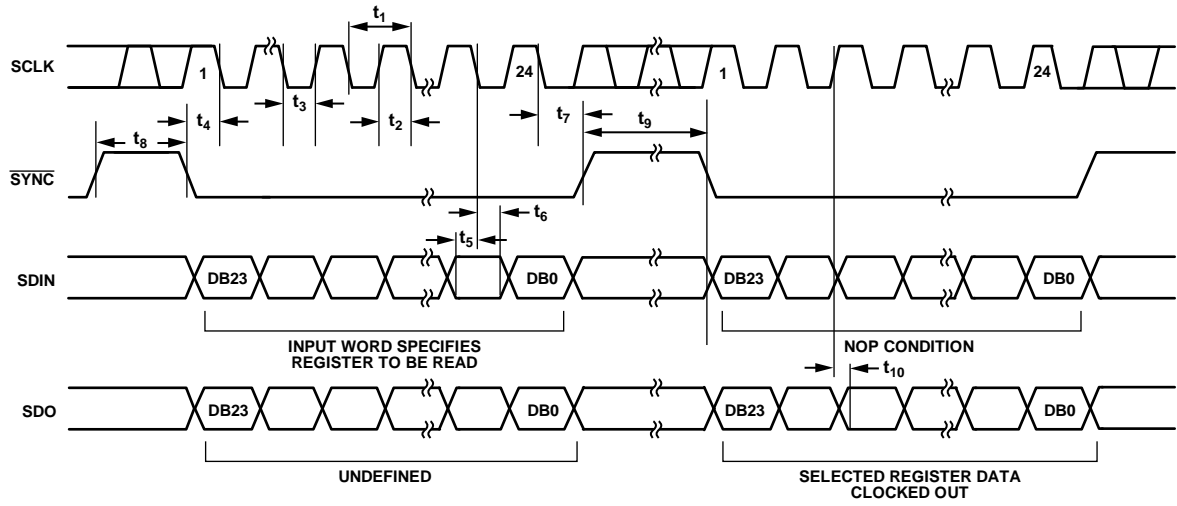 t1
SCLK
1
24
1
24
t3
t4
t2
t7
t9
t8
SYNC
t6
t5
SDIN
DB23
DB0
DB23
DB0
INPUT WORD SPECIFIES
REGISTER TO BE READ
NOP CONDITION
t10
SDO
DB23
DB0
DB23
DB0
UNDEFINED
SELECTED REGISTER DATA
CLOCKED OUT